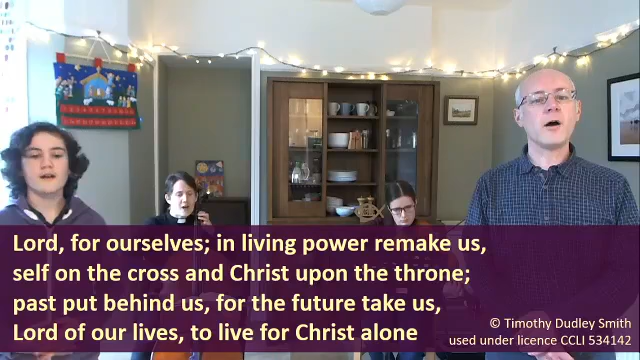 Lord, for ourselves; in living power remake us,
self on the cross and Christ upon the throne;
past put behind us, for the future take us,
Lord of our lives, to live for Christ alone
© Timothy Dudley Smith
used under licence CCLI 534142